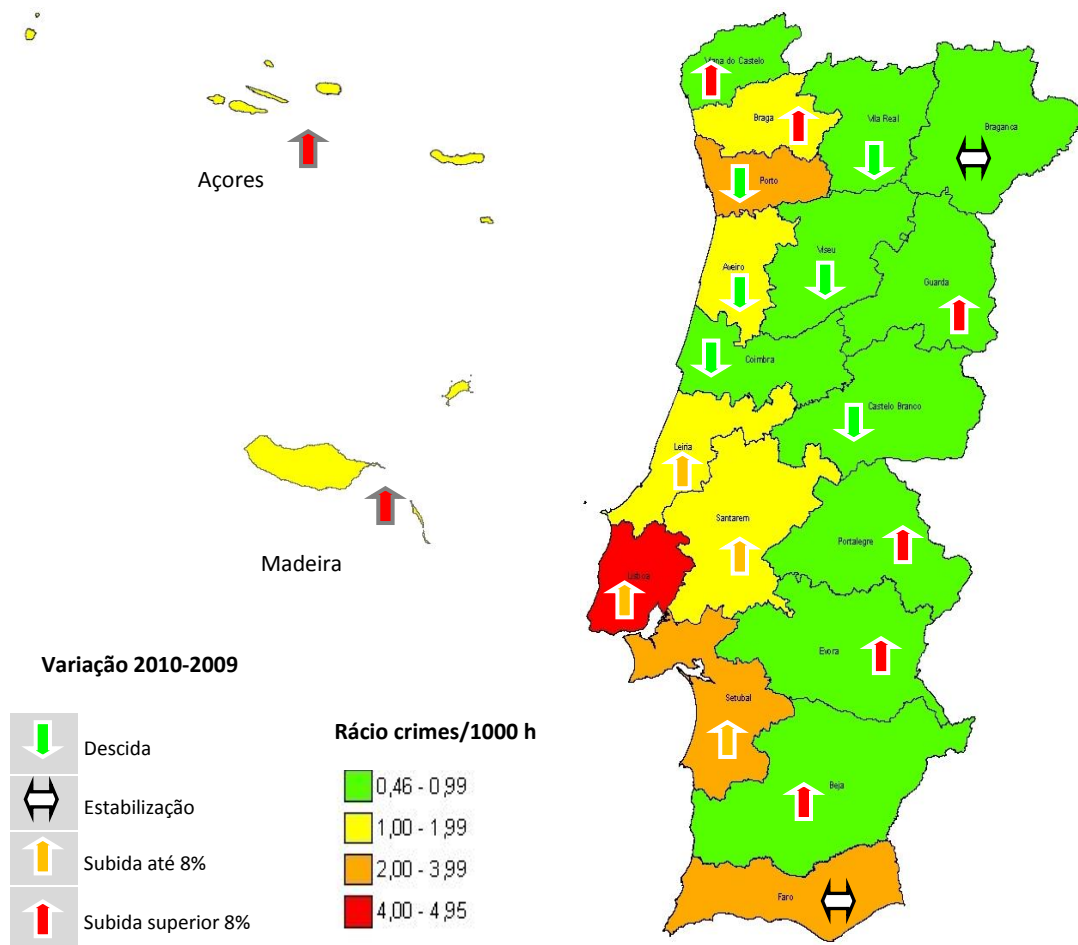 Viana do Castelo
Braga
Vila Real
Bragança
Porto
Açores
Aveiro
Viseu
Guarda
Coimbra
Castelo Branco
Leiria
Santarem
Portalegre
Madeira
Lisboa
Evora
Variação 2010-2009
Setubal
Descida
Rácio crimes/1000 h
0,46 - 0,99
Estabilização
1,00 - 1,99
Beja
Subida até 8%
2,00 - 3,99
Faro
Subida superior 8%
4,00 - 4,95